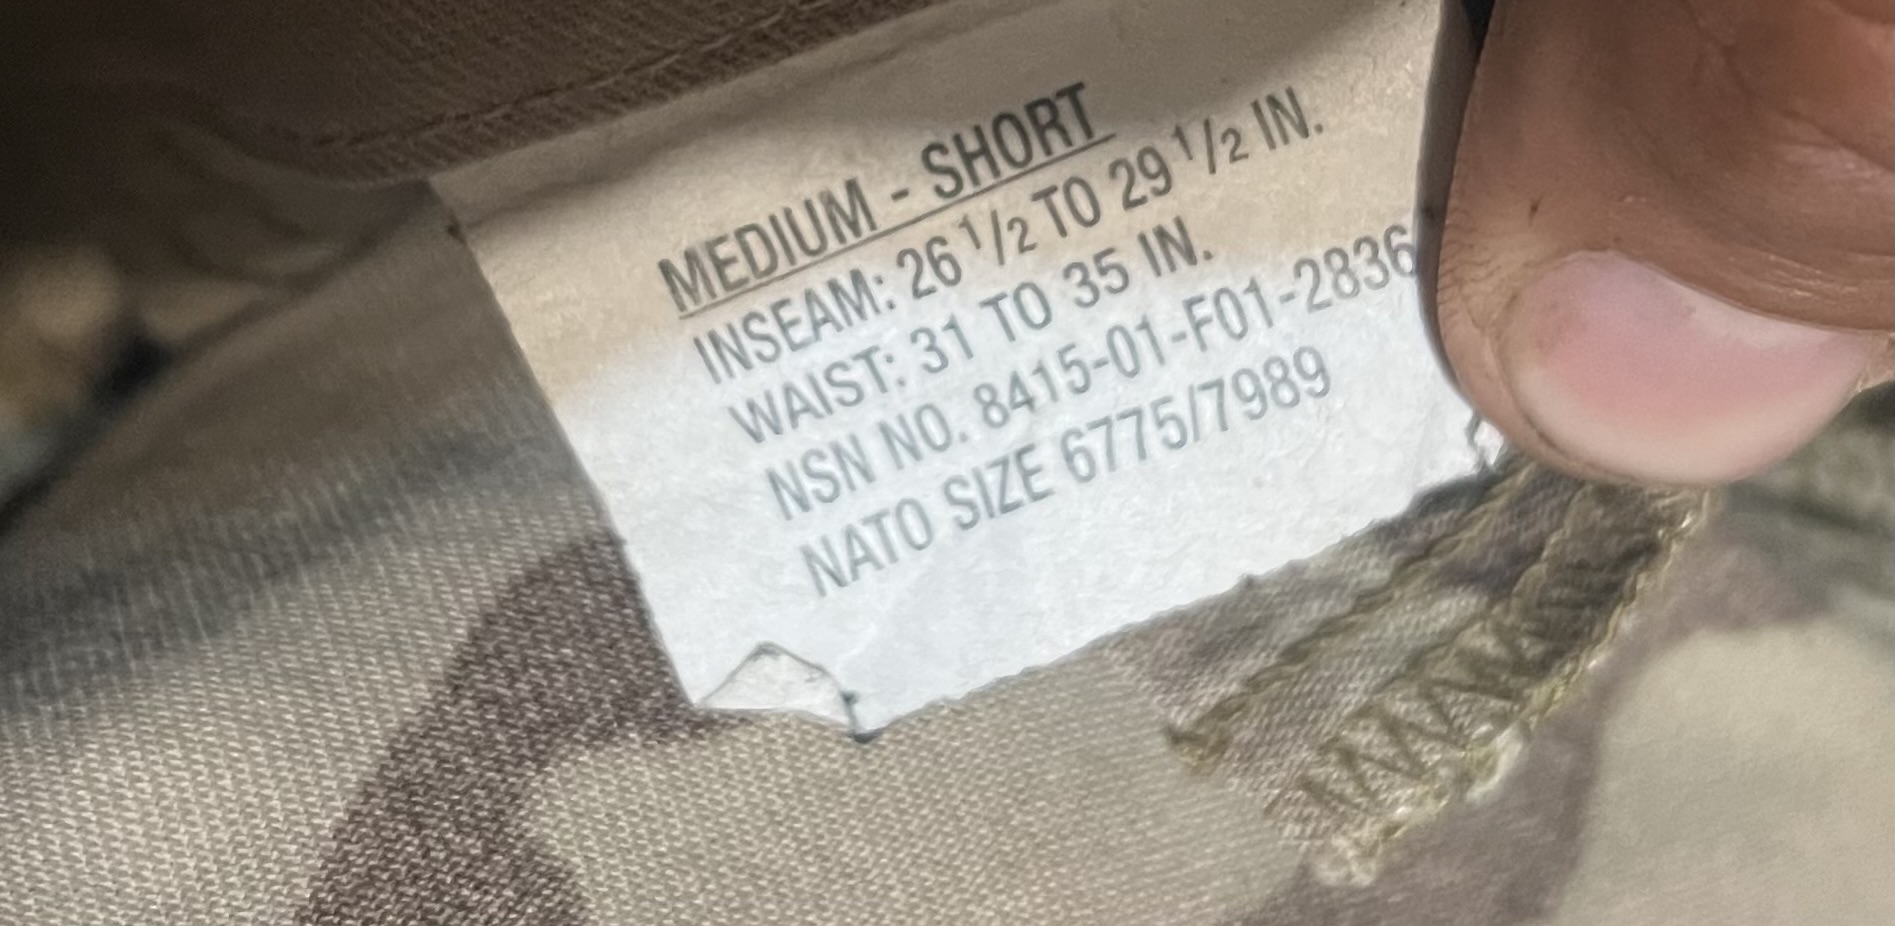 MEDIUM - SHORT
INSEAM: 26 1/2 TO 29 1/2 IN.
WAIST: 31 TO 35 IN.
NSN NO. 8415-01-F01-2836
NATO SIZE 6775/7989